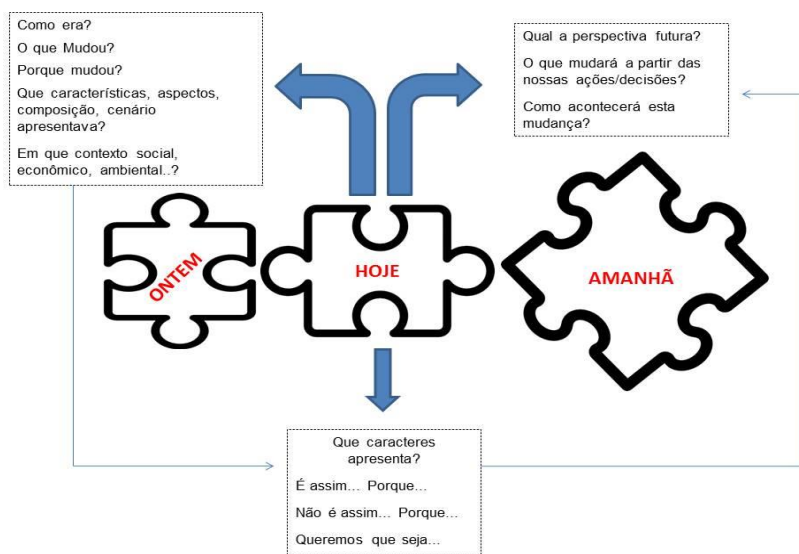 Como era?
O que Mudou?
Porque mudou?
Que características, aspectos,
composição, cenário
apresentava?
Em que contexto social,
econômico, ambiental..?
Qual a perspectiva futura?
O que mudará a partir das
nossas ações/decisões?
Como acontecerá esta
mudança?
ONTEM
HOJE
AMANHÃ
Que caracteres
apresenta?
É assim... Porque...
Não é assim... Porque...
Queremos que seja...